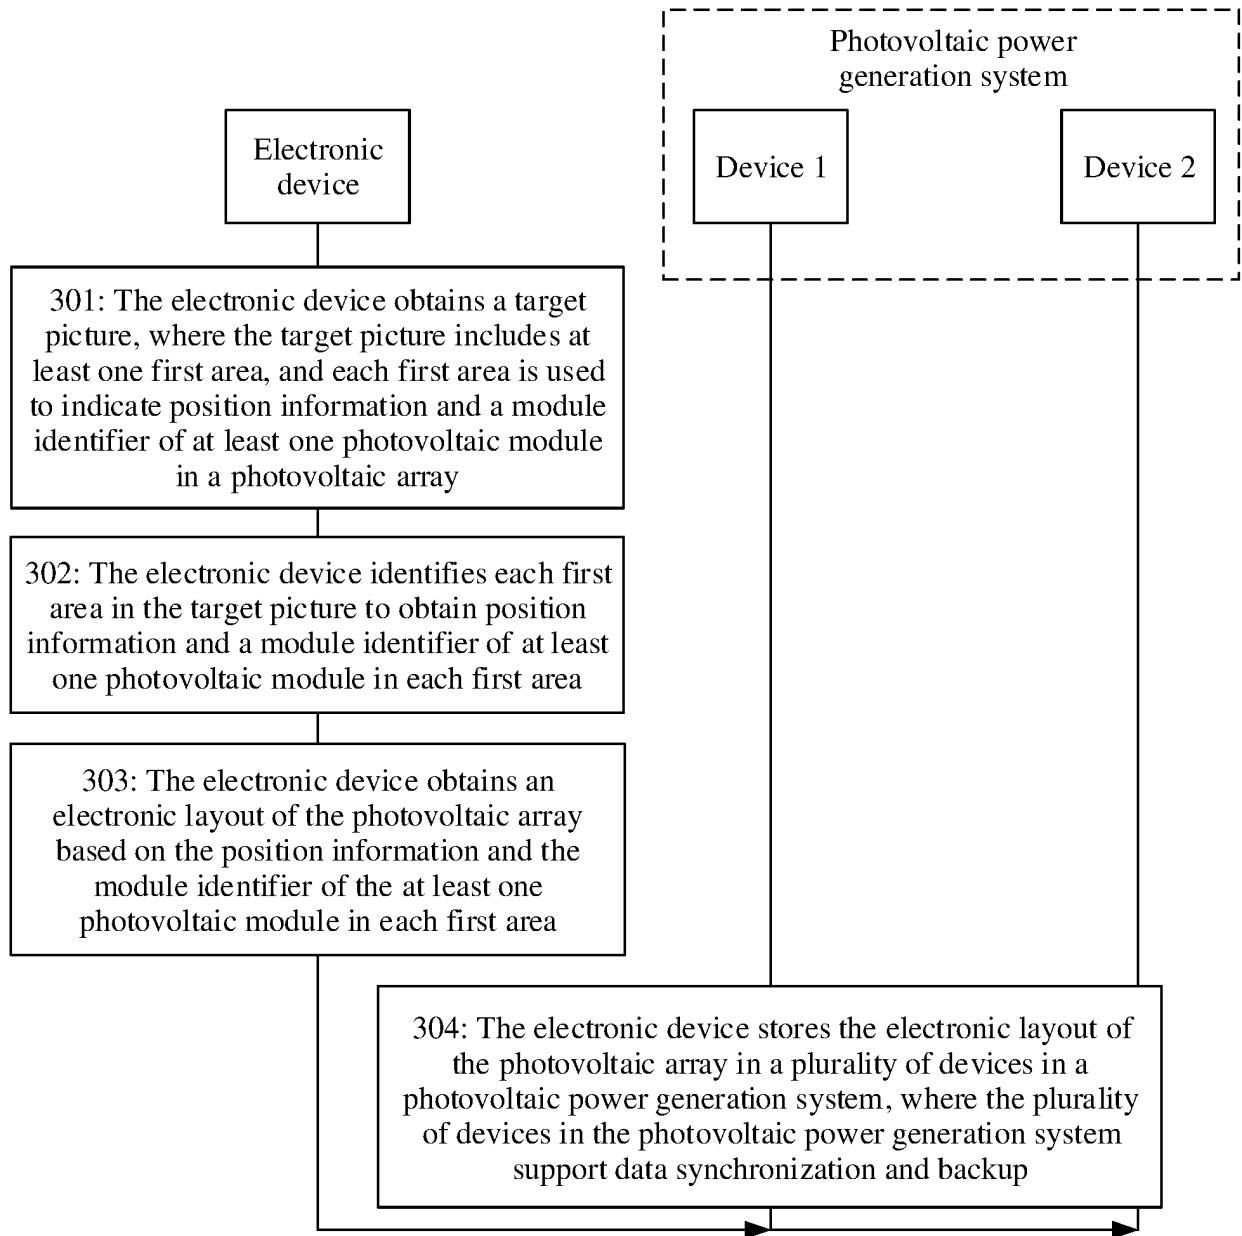 Photovoltaic power
generation system
Electronic
device
Device 1
Device 2
301: The electronic device obtains a target
picture, where the target picture includes at
least one first area, and each first area is used
to indicate position information and a module
identifier of at least one photovoltaic module
in a photovoltaic array
302: The electronic device identifies each first
area in the target picture to obtain position
information and a module identifier of at least
one photovoltaic module in each first area
303: The electronic device obtains an
electronic layout of the photovoltaic array
based on the position information and the
module identifier of the at least one
photovoltaic module in each first area
304: The electronic device stores the electronic layout of
the photovoltaic array in a plurality of devices in a
photovoltaic power generation system, where the plurality
of devices in the photovoltaic power generation system
support data synchronization and backup